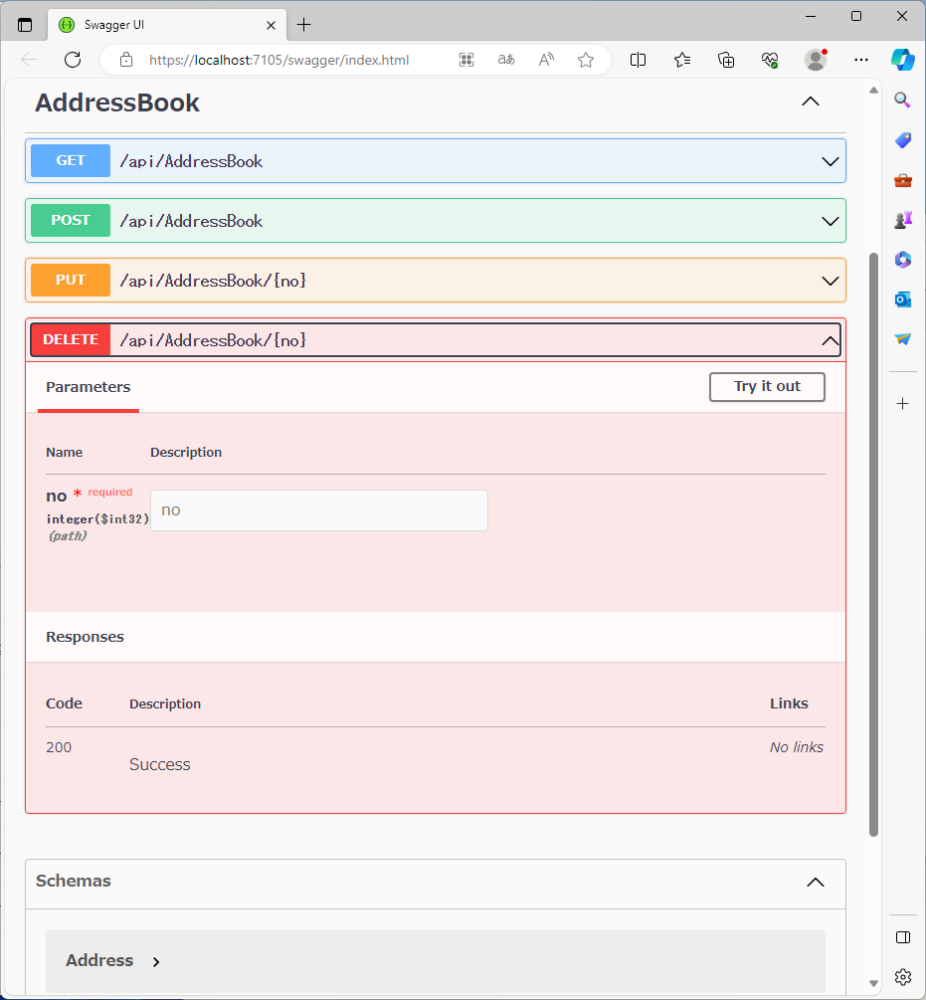 Swagger UI
https://localhost:7105/swagger/index.html
AddressBook
GET /api/AddressBook
POST /api/AddressBook
PUT /api/AddressBook/{no}
DELETE /api/AddressBook/{no}
Parameters
Try it out
Name Description
no * required
no
integer($int32)
(path)
Responses
Code Description Links
200 No links
Success
Schemas
Address